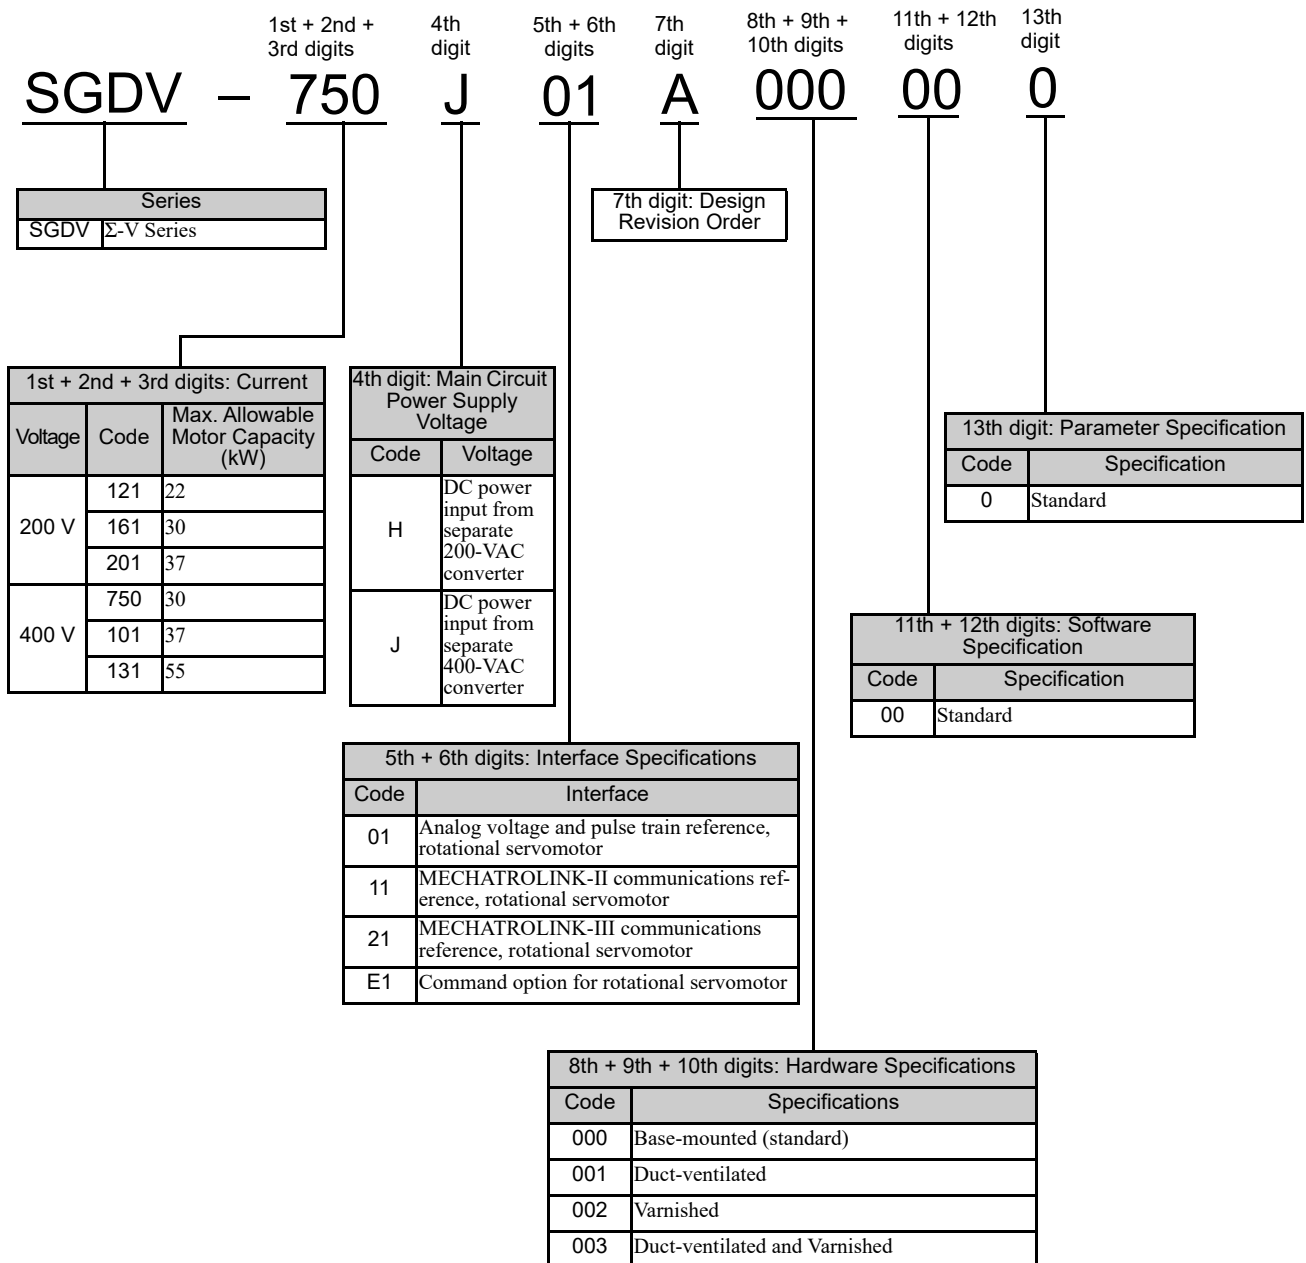 1st + 2nd +
3rd digits
4th
digit
5th + 6th
digits
7th
digit
8th + 9th +
10th digits
11th + 12th
digits
13th
digit
SGDV – 750 J 01 A 000 00 0
Series
SGDV Σ-V Series
7th digit: Design
Revision Order
1st + 2nd + 3rd digits: Current
Voltage Code Max. Allowable
Motor Capacity
(kW)
200 V
121 22
161 30
201 37
400 V
750 30
101 37
131 55
4th digit: Main Circuit
Power Supply
Voltage
Code Voltage
H
DC power
input from
separate
200-VAC
converter
J
DC power
input from
separate
400-VAC
converter
13th digit: Parameter Specification
Code Specification
0 Standard
11th + 12th digits: Software
Specification
Code Specification
00 Standard
5th + 6th digits: Interface Specifications
Code Interface
01 Analog voltage and pulse train reference,
rotational servomotor
11 MECHATROLINK-II communications ref-
erence, rotational servomotor
21 MECHATROLINK-III communications
reference, rotational servomotor
E1 Command option for rotational servomotor
8th + 9th + 10th digits: Hardware Specifications
Code Specifications
000 Base-mounted (standard)
001 Duct-ventilated
002 Varnished
003 Duct-ventilated and Varnished